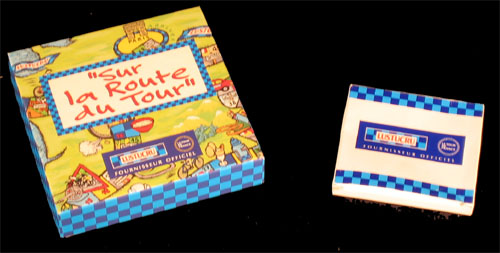 "Sur
la Route
du Tour"
LUSTUCRU
FOURNISSEUR OFFICIEL
LUSTUCRU
FOURNISSEUR OFFICIEL